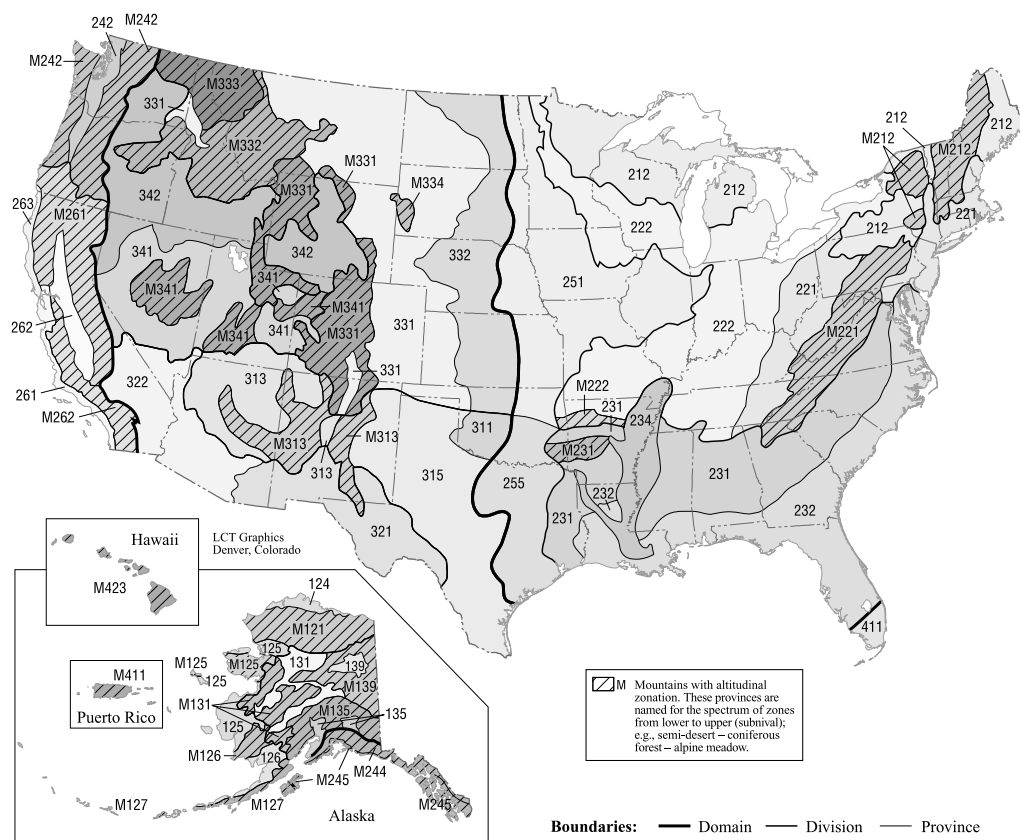 242 M242
M242
M333
331
212
M332
212
M331
M212
M212
M334
M331
212
212
342
263
M261
221
222
212
341
342
332
251
341
221
M341
M341
331
222
M221
262
M341
341
M331
331
322
313
261
M222
M262
231
311
234
M313
M313
M231
313
315
231
255
232
232
231
321
Hawaii
LCT Graphics
Denver, Colorado
M423
124
M121
411
125
M125
M125
131
139
M411
125
M139
M131
M135
135
Puerto Rico
125
M126
126
M244
M245
M127
M127
M245
Alaska
M Mountains with altitudinal
zonation. These provinces are
named for the spectrum of zones
from lower to upper (subnival);
e.g., semi-desert – coniferous
forest – alpine meadow.
Boundaries: Domain Division Province